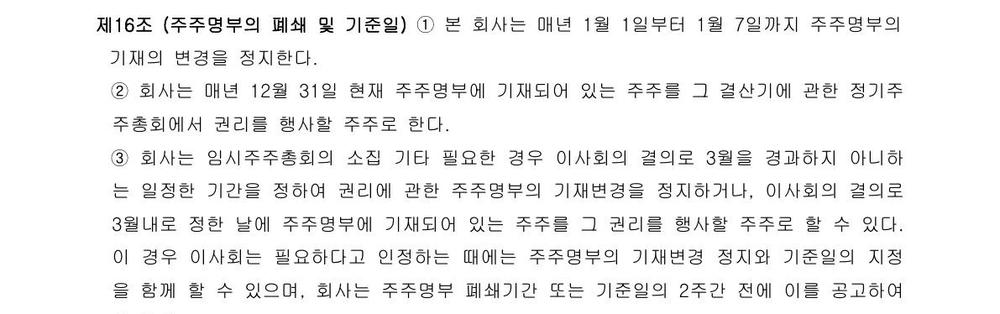 제16조 (주주명부의 폐쇄 및 기준일) ① 본 회사는 매년 1월 1일부터 1월 7일까지 주주명부의
기재의 변경을 정지한다.
② 회사는 매년 12월 31일 현재 주주명부에 기재되어 있는 주주를 그 결산기에 관한 정기주
주총회에서 권리를 행사할 주주로 한다.
③ 회사는 임시주주총회의 소집 기타 필요한 경우 이사회의 결의로 3월을 경과하지 아니하
는 일정한 기간을 정하여 권리에 관한 주주명부의 기재변경을 정지하거나, 이사회의 결의로
3월내로 정한 날에 주주명부에 기재되어 있는 주주를 그 권리를 행사할 주주로 할 수 있다.
이 경우 이사회는 필요하다고 인정하는 때에는 주주명부의 기재변경 정지와 기준일의 지정
을 함께 할 수 있으며, 회사는 주주명부 폐쇄기간 또는 기준일의 2주간 전에 이를 공고하여